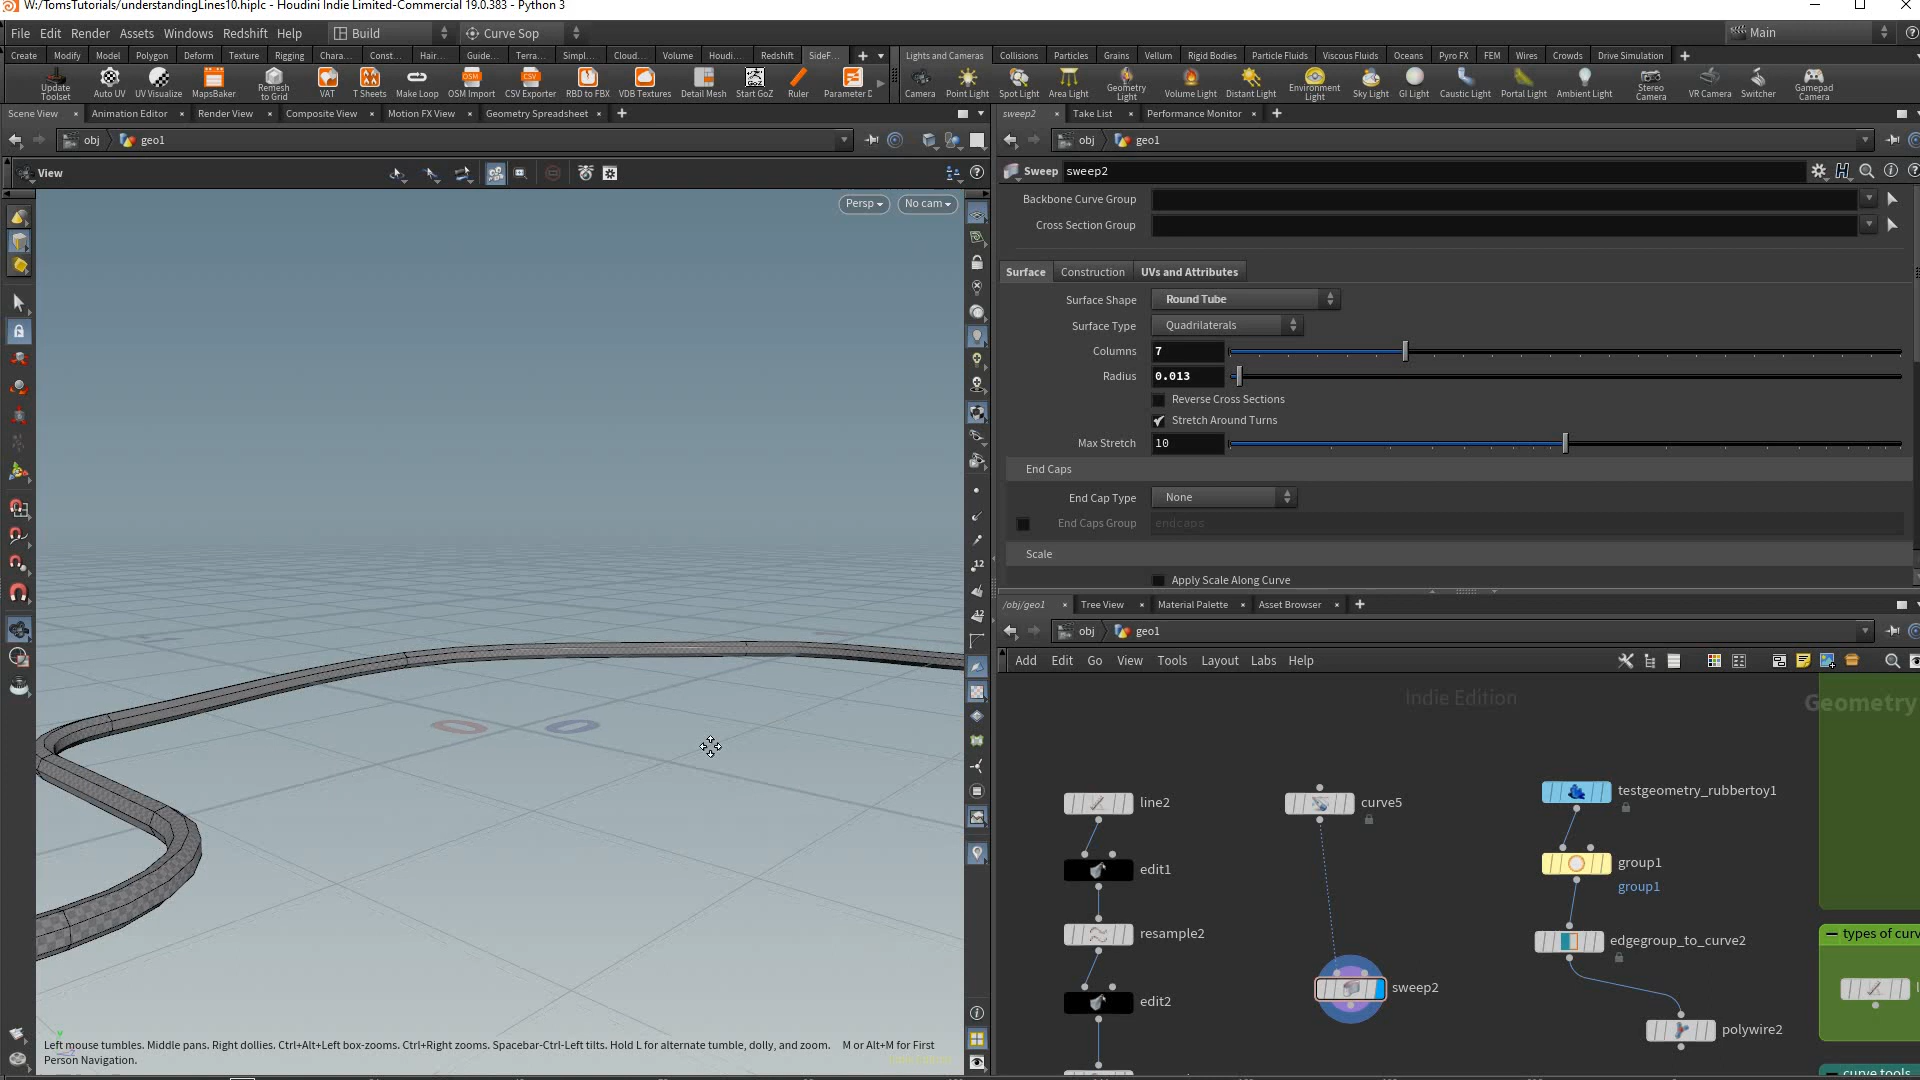 W:/TomsTutorials/understandingLines10.hiplc - Houdini Indie Limited-Commercial 19.0.383 - Python 3
File Edit Render Assets Windows Redshift Help Build Curve Sop Main
Create Modify Model Polygon Deform Texture Rigging Chara... Const... Hair... Guide... Terra... Simpl... Cloud... Volume Houdi... Redshift SideF...
Lights and Cameras Collisions Particles Grains Vellum Rigid Bodies Particle Fluids Viscous Fluids Oceans Pyro FX FEM Wires Crowds Drive Simulation
Update Toolset Auto UV UV Visualize MapsBaker Remesh to Grid VAT T Sheets Make Loop OSM Import CSV Exporter RBD to FBX VDB Textures Detail Mesh Start GoZ Ruler Parameter
Camera Point Light Spot Light Area Light Geometry Light Volume Light Distant Light Environment Light Sky Light GI Light Caustic Light Portal Light Ambient Light Stereo Camera VR Camera Switcher Gamepad Camera
Scene View Animation Editor Render View Composite View Motion FX View Geometry Spreadsheet
sweep2 Take List Performance Monitor
obj geo1
obj geo1
View
Persp No cam
Sweep sweep2
Backbone Curve Group
Cross Section Group
Surface Construction UVs and Attributes
Surface Shape Round Tube
Surface Type Quadrilaterals
Columns 7
Radius 0.013
Reverse Cross Sections
Stretch Around Turns
Max Stretch 10
End Caps
End Cap Type None
End Caps Group endcaps
Scale
Apply Scale Along Curve
/obj/geo1 Tree View Material Palette Asset Browser
obj geo1
Add Edit Go View Tools Layout Labs Help
Indie Edition
Geometry
line2
curve5
testgeometry_rubbertoy1
edit1
group1
group1
resample2
edgegroup_to_curve2
types of curv
sweep2
edit2
polywire2
curve tools
Left mouse tumbles. Middle pans. Right dollies. Ctrl+Alt+Left box-zooms. Ctrl+Right zooms. Spacebar-Ctrl-Left tilts. Hold L for alternate tumble, dolly, and zoom. M or Alt+M for First
Person Navigation.